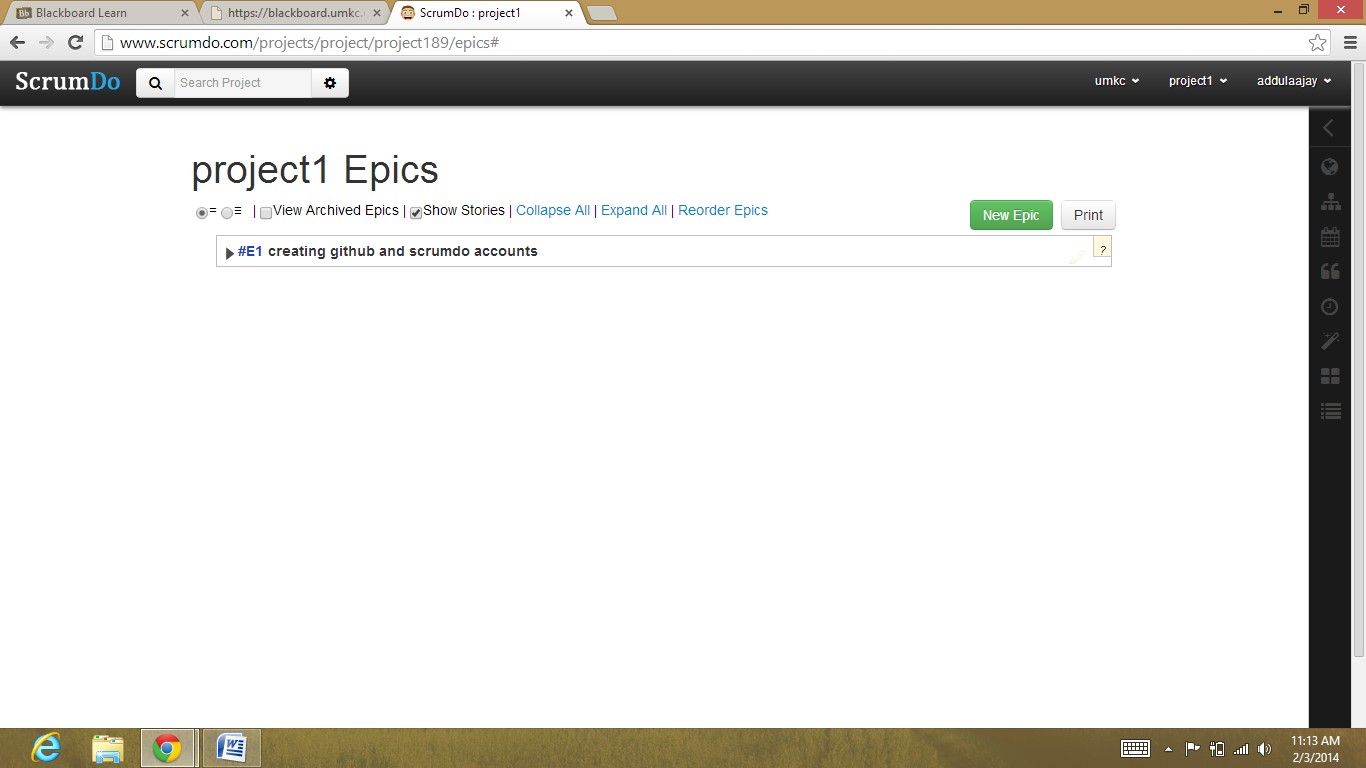 Blackboard Learn
https://blackboard.umkc.
ScrumDo : project1
www.scrumdo.com/projects/project/project189/epics#
ScrumDo
Search Project
umkc
project1
addulaajay
project1 Epics
= ≡ | View Archived Epics | Show Stories | Collapse All | Expand All | Reorder Epics
New Epic
Print
#E1 creating github and scrumdo accounts
?
11:13 AM
2/3/2014